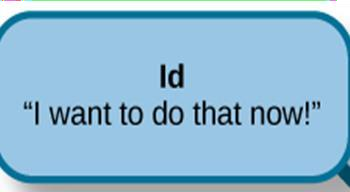 Id
“I want to do that now!”